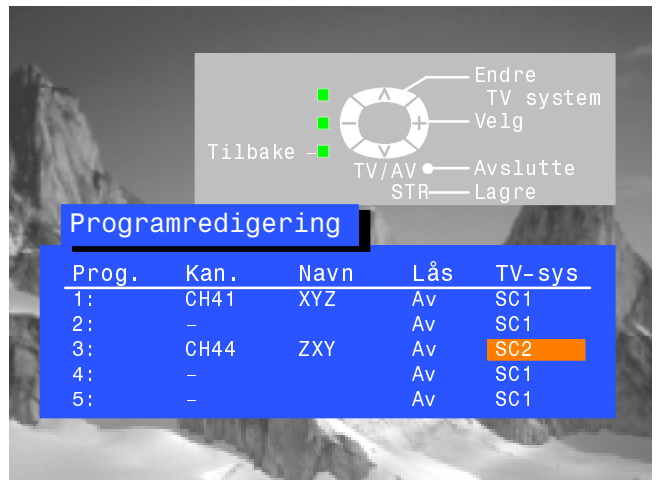 Endre
TV system
Velg
Tilbake
TV/AV Avslutte
STR Lagre
Programredigering
Prog. Kan. Navn Lås TV-sys
1: CH41 XYZ Av SC1
2: – Av SC1
3: CH44 ZXY Av SC2
4: – Av SC1
5: – Av SC1